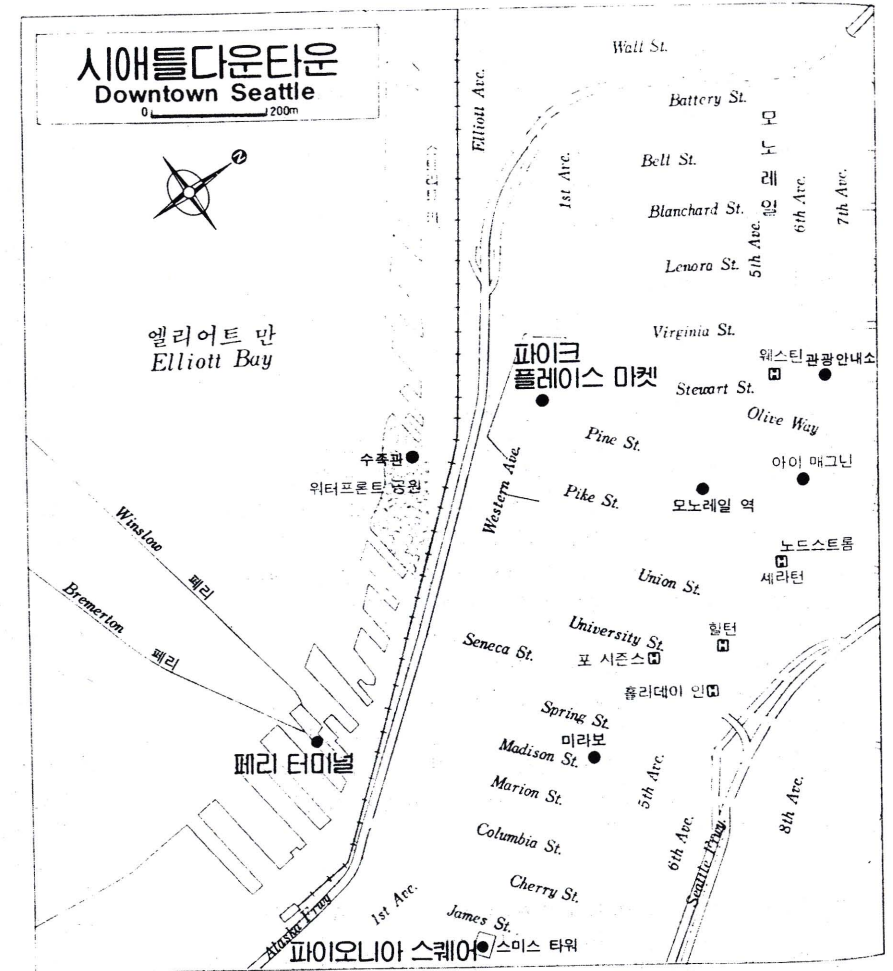 시애틀다운타운
Downtown Seattle
0 200m
Elliott Ave.
Wall St.
Battery St.
모노레일
Bell St.
1st Ave.
Blanchard St.
5th Ave.
6th Ave.
7th Ave.
Lenora St.
엘리어트 만
Elliott Bay
Virginia St.
파이크
플레이스 마켓
웨스틴
관광안내소
Stewart St.
Olive Way
Pine St.
수족관
워터프론트 공원
Western Ave.
Pike St.
아이 매그닌
모노레일 역
Winslow
페리
Bremerton
페리
노드스트롬
셰라턴
Union St.
University St.
힐턴
Seneca St.
포 시즌스
홀리데이 인
Spring St.
미라보
Madison St.
페리 터미널
Marion St.
5th Ave.
6th Ave.
Seattle Frwy.
8th Ave.
Columbia St.
Cherry St.
1st Ave.
James St.
Alaska Frwy
파이오니아 스퀘어
스미스 타워